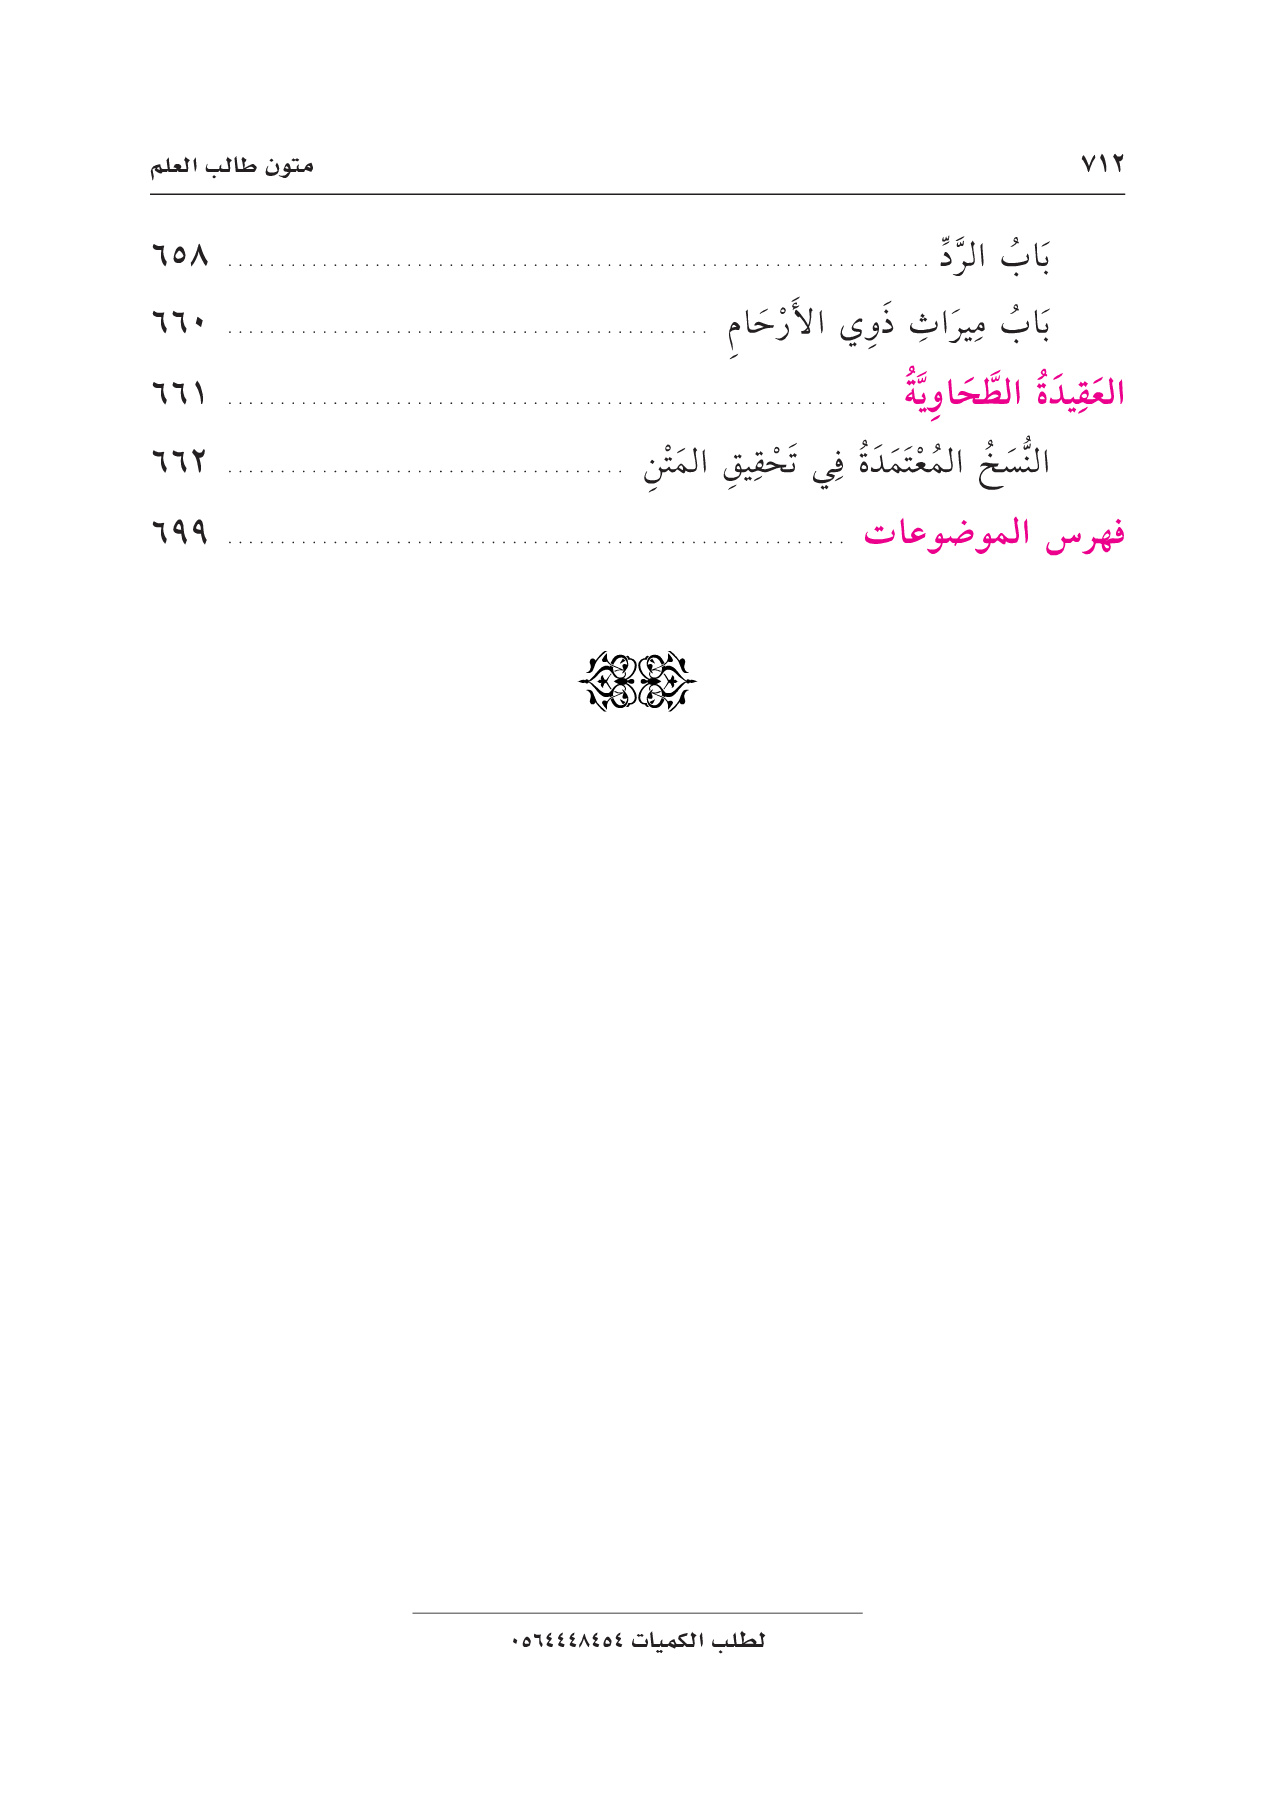 ٧١٢ متون طالب العلم
بَابُ الرَّدِّ ................................................................ ٦٥٨
بَابُ مِيرَاثِ ذَوِي الأَرْحَامِ ................................................ ٦٦٠
العَقِيدَةُ الطَّحَاوِيَّةُ ................................................................ ٦٦١
النُّسَخُ المُعْتَمَدَةُ فِي تَحْقِيقِ المَتْنِ ...................................... ٦٦٢
فهرس الموضوعات ............................................................ ٦٩٩
لطلب الكميات ٠٥٦٤٤٤٨٤٥٤